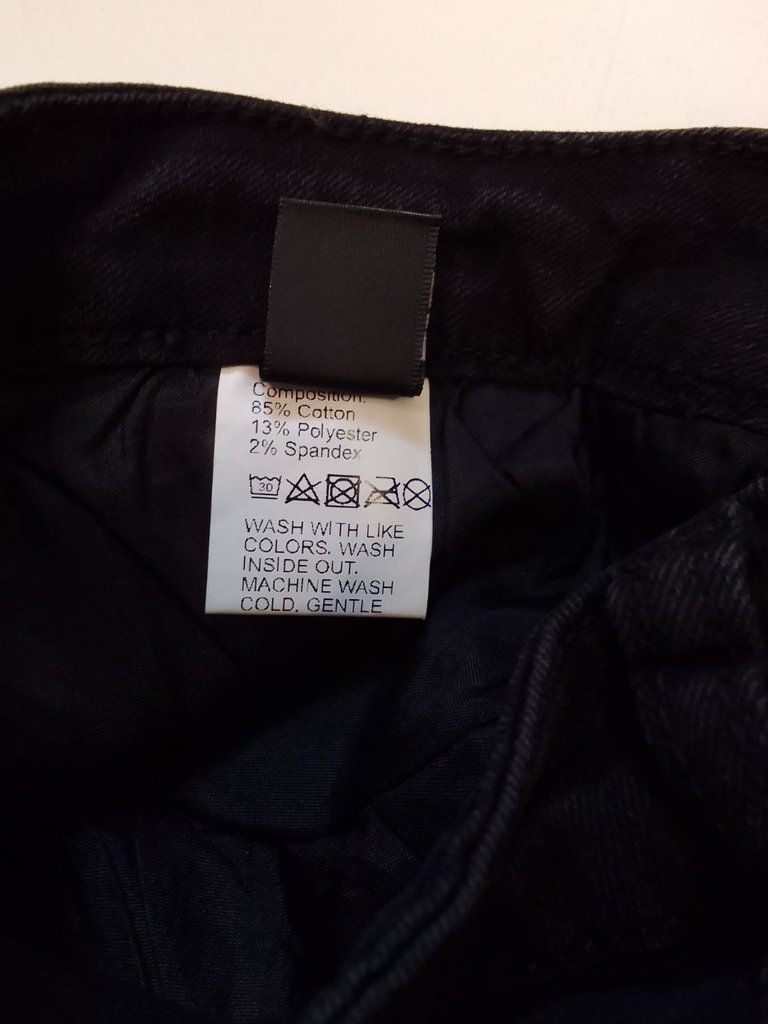 Composition:
85% Cotton
13% Polyester
2% Spandex
30
WASH WITH LIKE
COLORS. WASH
INSIDE OUT.
MACHINE WASH
COLD. GENTLE